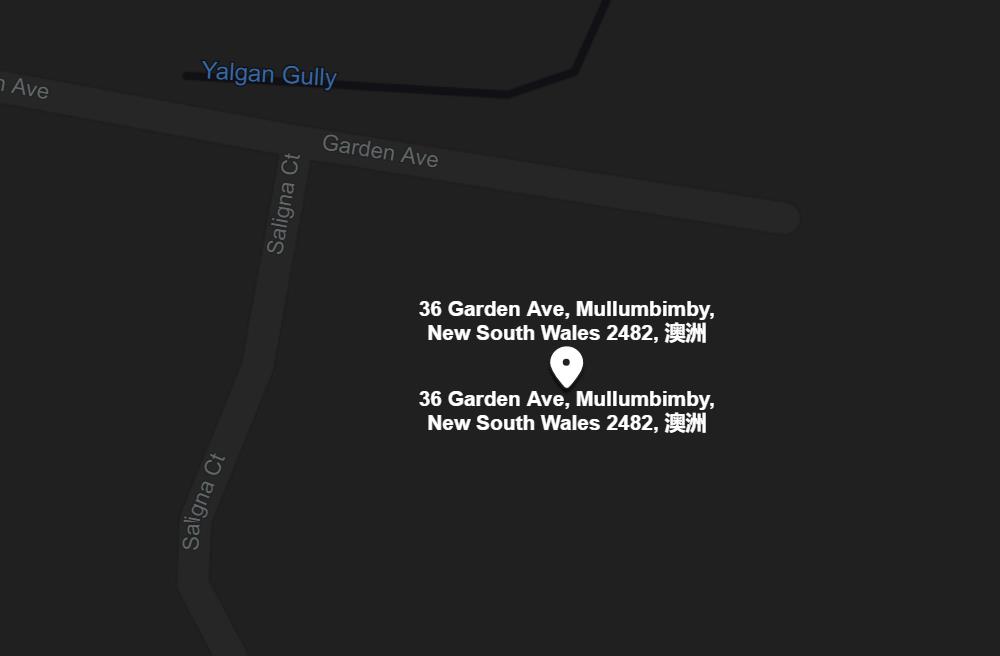 Yalgan Gully
n Ave
Garden Ave
Saligna Ct
36 Garden Ave, Mullumbimby,
New South Wales 2482, 澳洲
36 Garden Ave, Mullumbimby,
New South Wales 2482, 澳洲
Saligna Ct